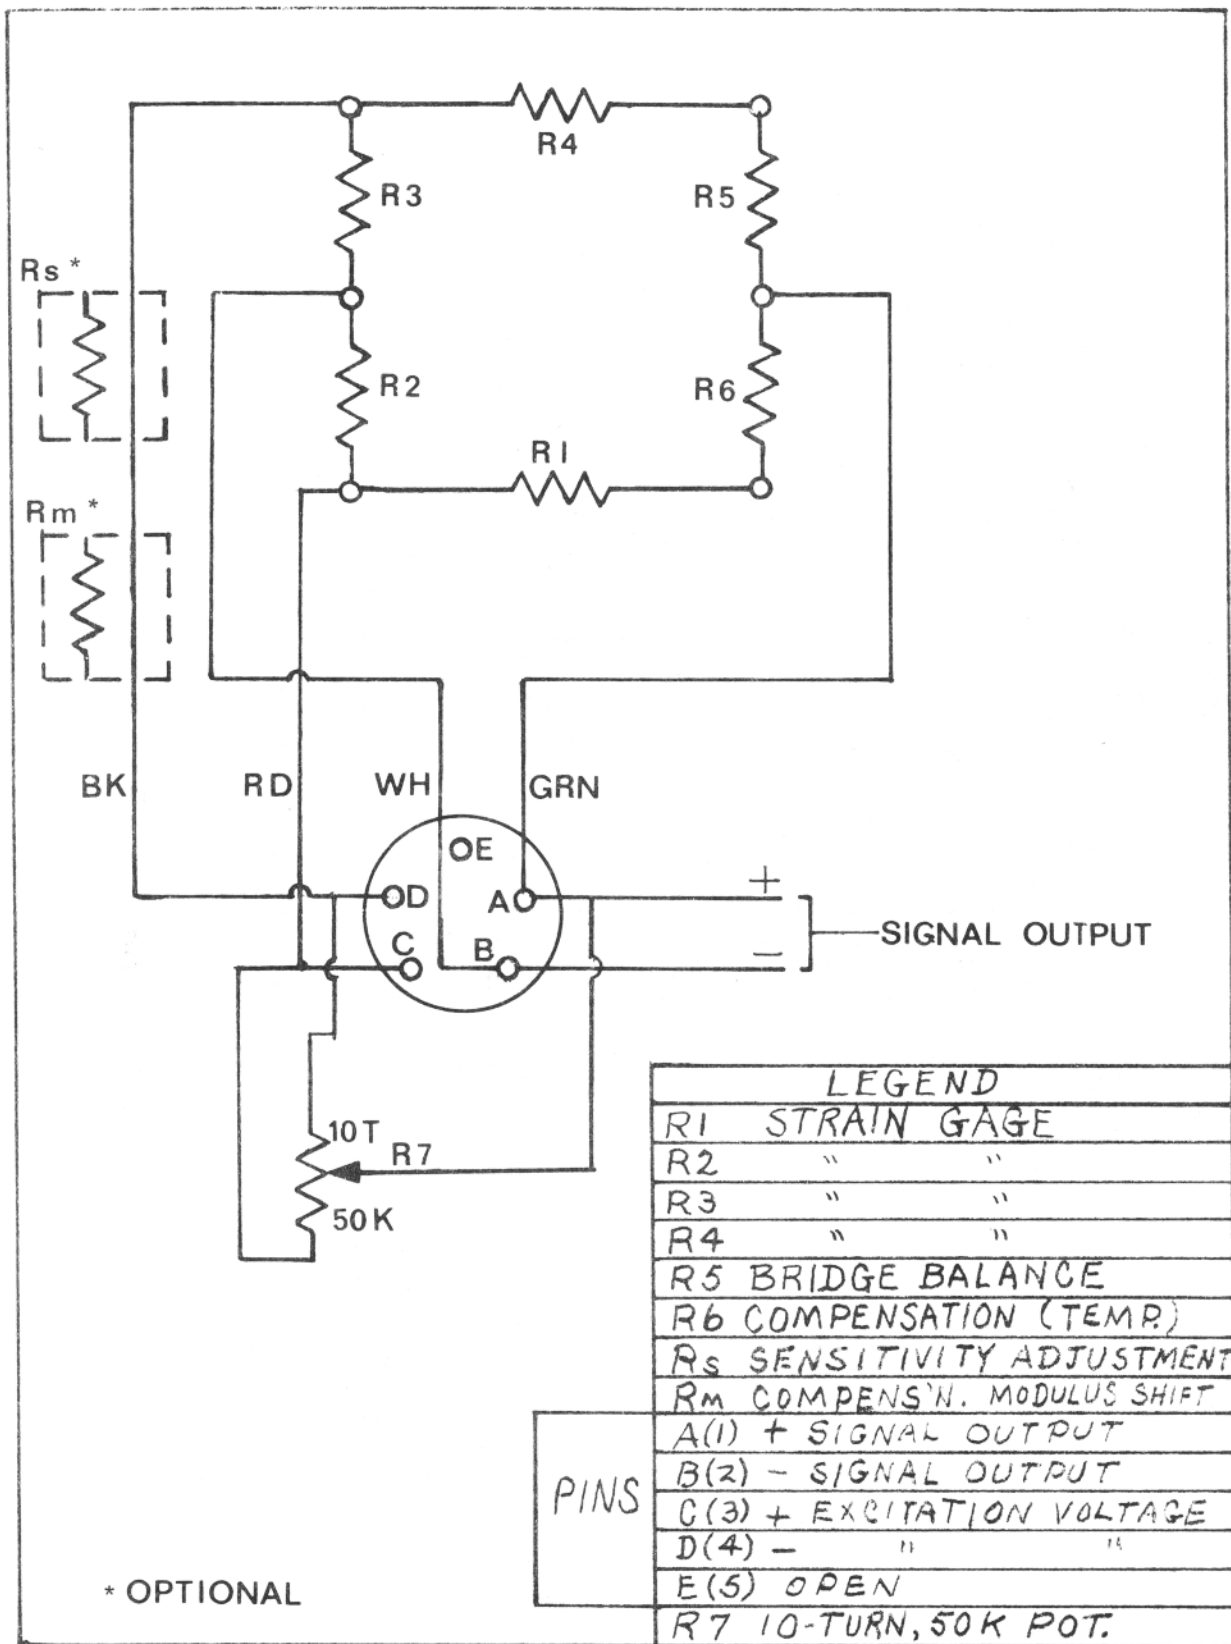 R4
R3
R5
Rs *
R2
R6
R1
Rm *
BK
RD
WH
GRN
E
D
A
+
C
B
−
SIGNAL OUTPUT
10T
R7
50K
LEGEND
R1 STRAIN GAGE
R2 " "
R3 " "
R4 " "
R5 BRIDGE BALANCE
R6 COMPENSATION (TEMP.)
Rs SENSITIVITY ADJUSTMENT
Rm COMPENS'N. MODULUS SHIFT
PINS
A(1) + SIGNAL OUTPUT
B(2) - SIGNAL OUTPUT
C(3) + EXCITATION VOLTAGE
D(4) - " "
E(5) OPEN
R7 10-TURN, 50K POT.
* OPTIONAL